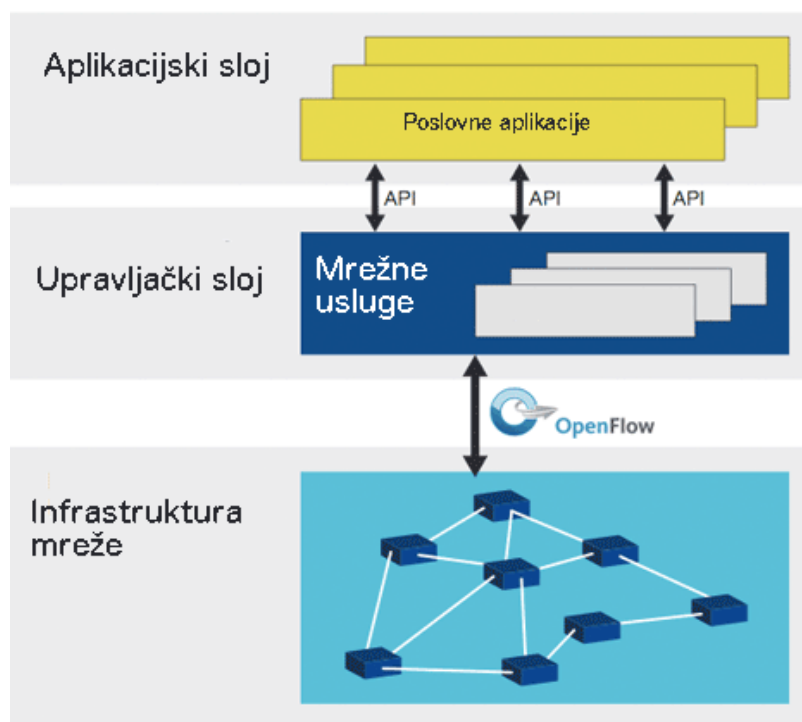 Aplikacijski sloj
Poslovne aplikacije
API
API
API
Upravljački sloj
Mrežne
usluge
OpenFlow
Infrastruktura
mreže